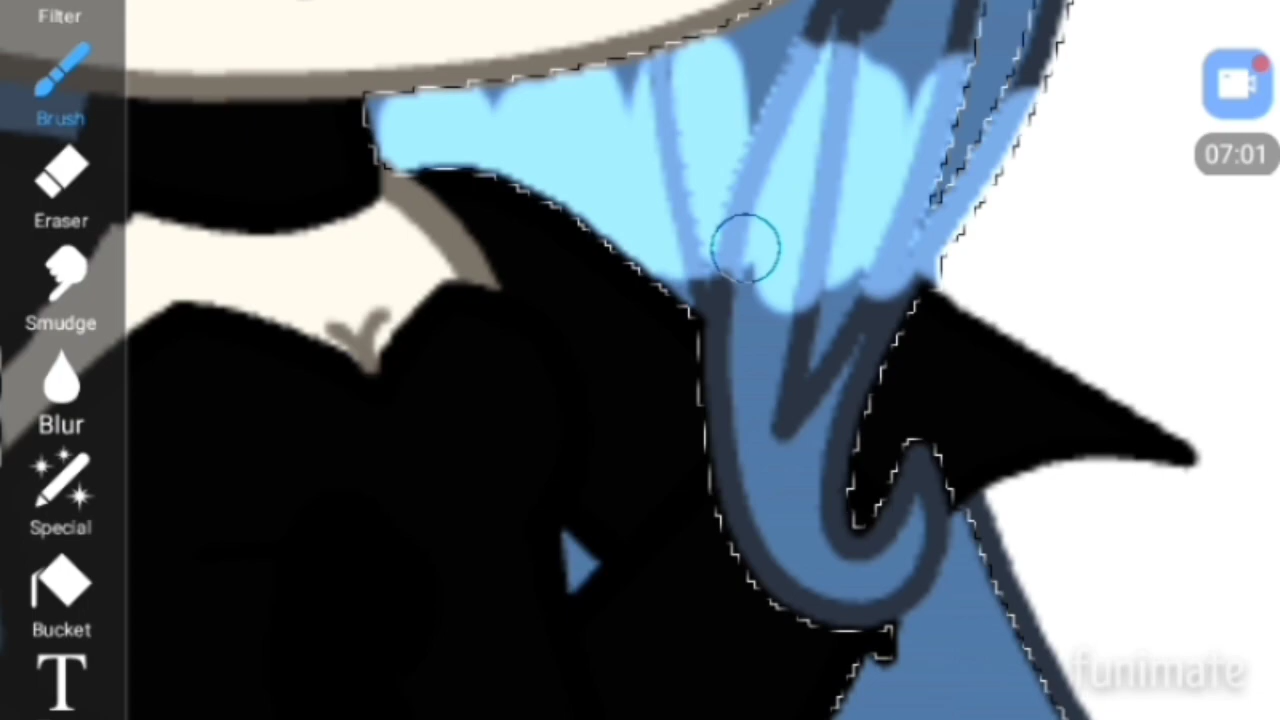 Filter
Brush
Eraser
Smudge
Blur
Special
Bucket
T
07:01
funimate